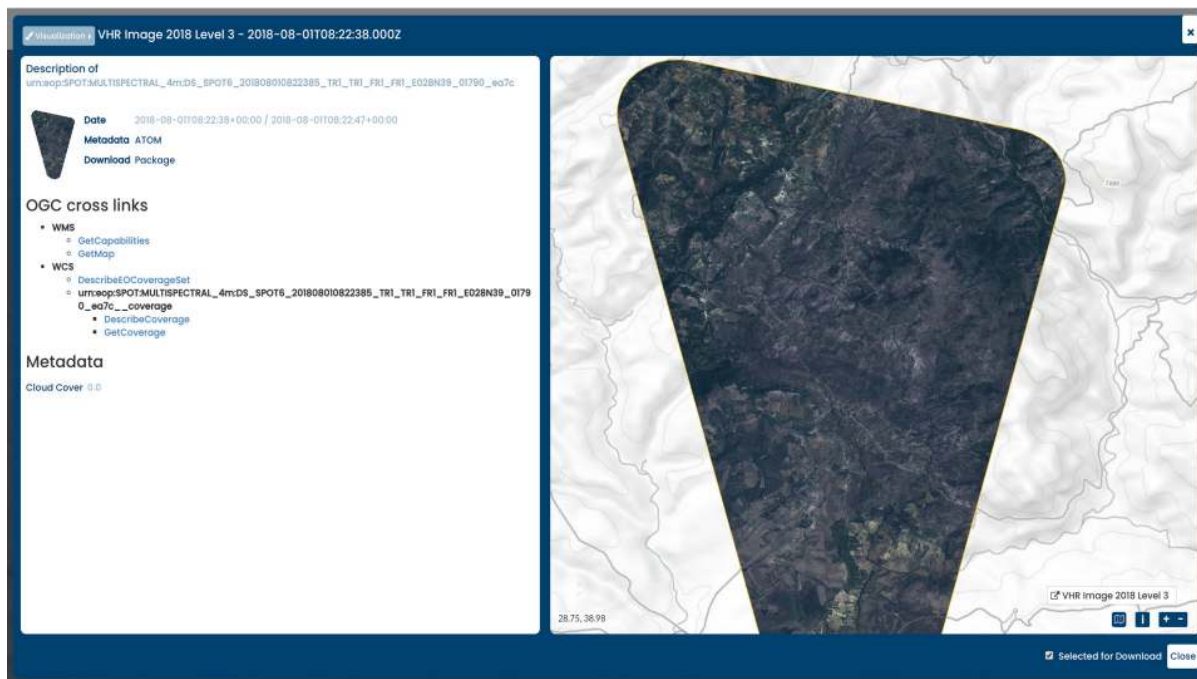 Visualization VHR Image 2018 Level 3 - 2018-08-01T08:22:38.000Z
×
Description of
urn:eop:SPOT:MULTISPECTRAL_4m:DS_SPOT6_201808010822385_TR1_TR1_FR1_FR1_E028N39_01790_ea7c
Date 2018-08-01T08:22:38+00:00 / 2018-08-01T08:22:47+00:00
Metadata ATOM
Download Package
OGC cross links
• WMS
◦ GetCapabilities
◦ GetMap
• WCS
◦ DescribeEOCoverageSet
◦ urn:eop:SPOT:MULTISPECTRAL_4m:DS_SPOT6_201808010822385_TR1_TR1_FR1_FR1_E028N39_0179
0_ea7c__coverage
▪ DescribeCoverage
▪ GetCoverage
Metadata
Cloud Cover 0.0
VHR Image 2018 Level 3
28.75, 38.98
+ -
Selected for Download Close